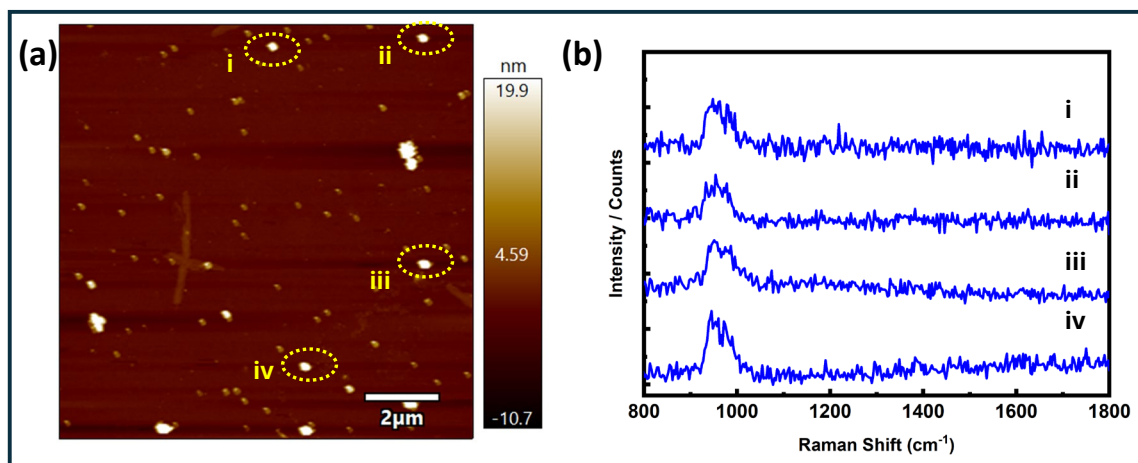 (a)
i
ii
iii
iv
2μm
nm
19.9
4.59
-10.7
(b)
i
ii
iii
iv
Intensity / Counts
800 1000 1200 1400 1600 1800
Raman Shift (cm⁻¹)